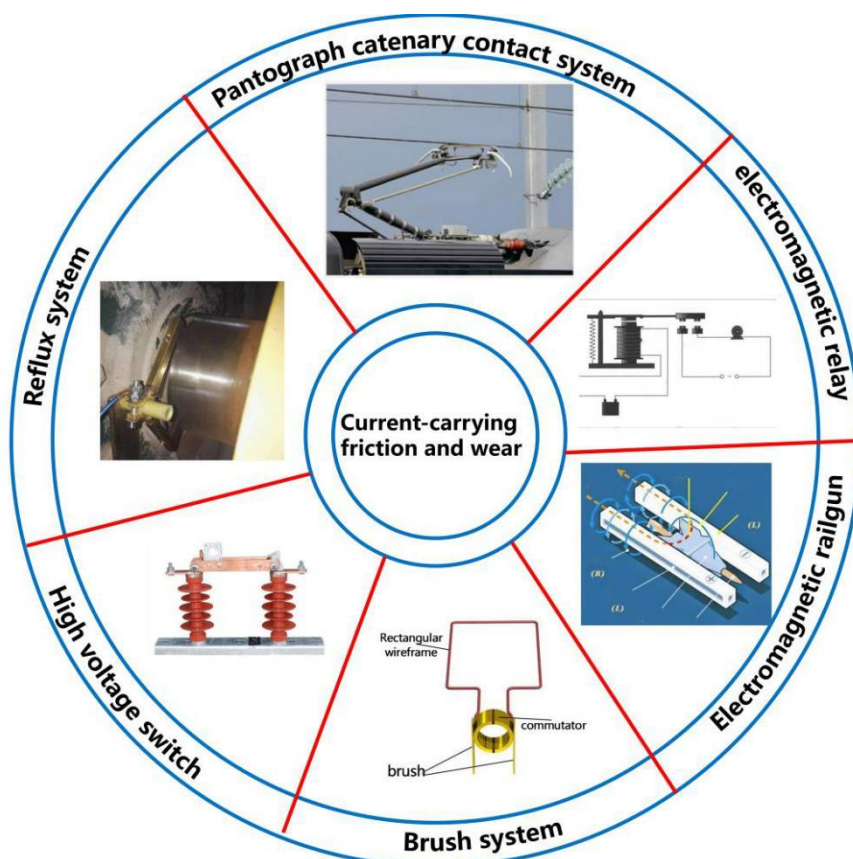 Pantograph catenary contact system
electromagnetic relay
Electromagnetic railgun
Brush system
High voltage switch
Reflux system
Current-carrying
friction and wear
(L)
(B)
(L)
+
−
Rectangular
wireframe
commutator
brush